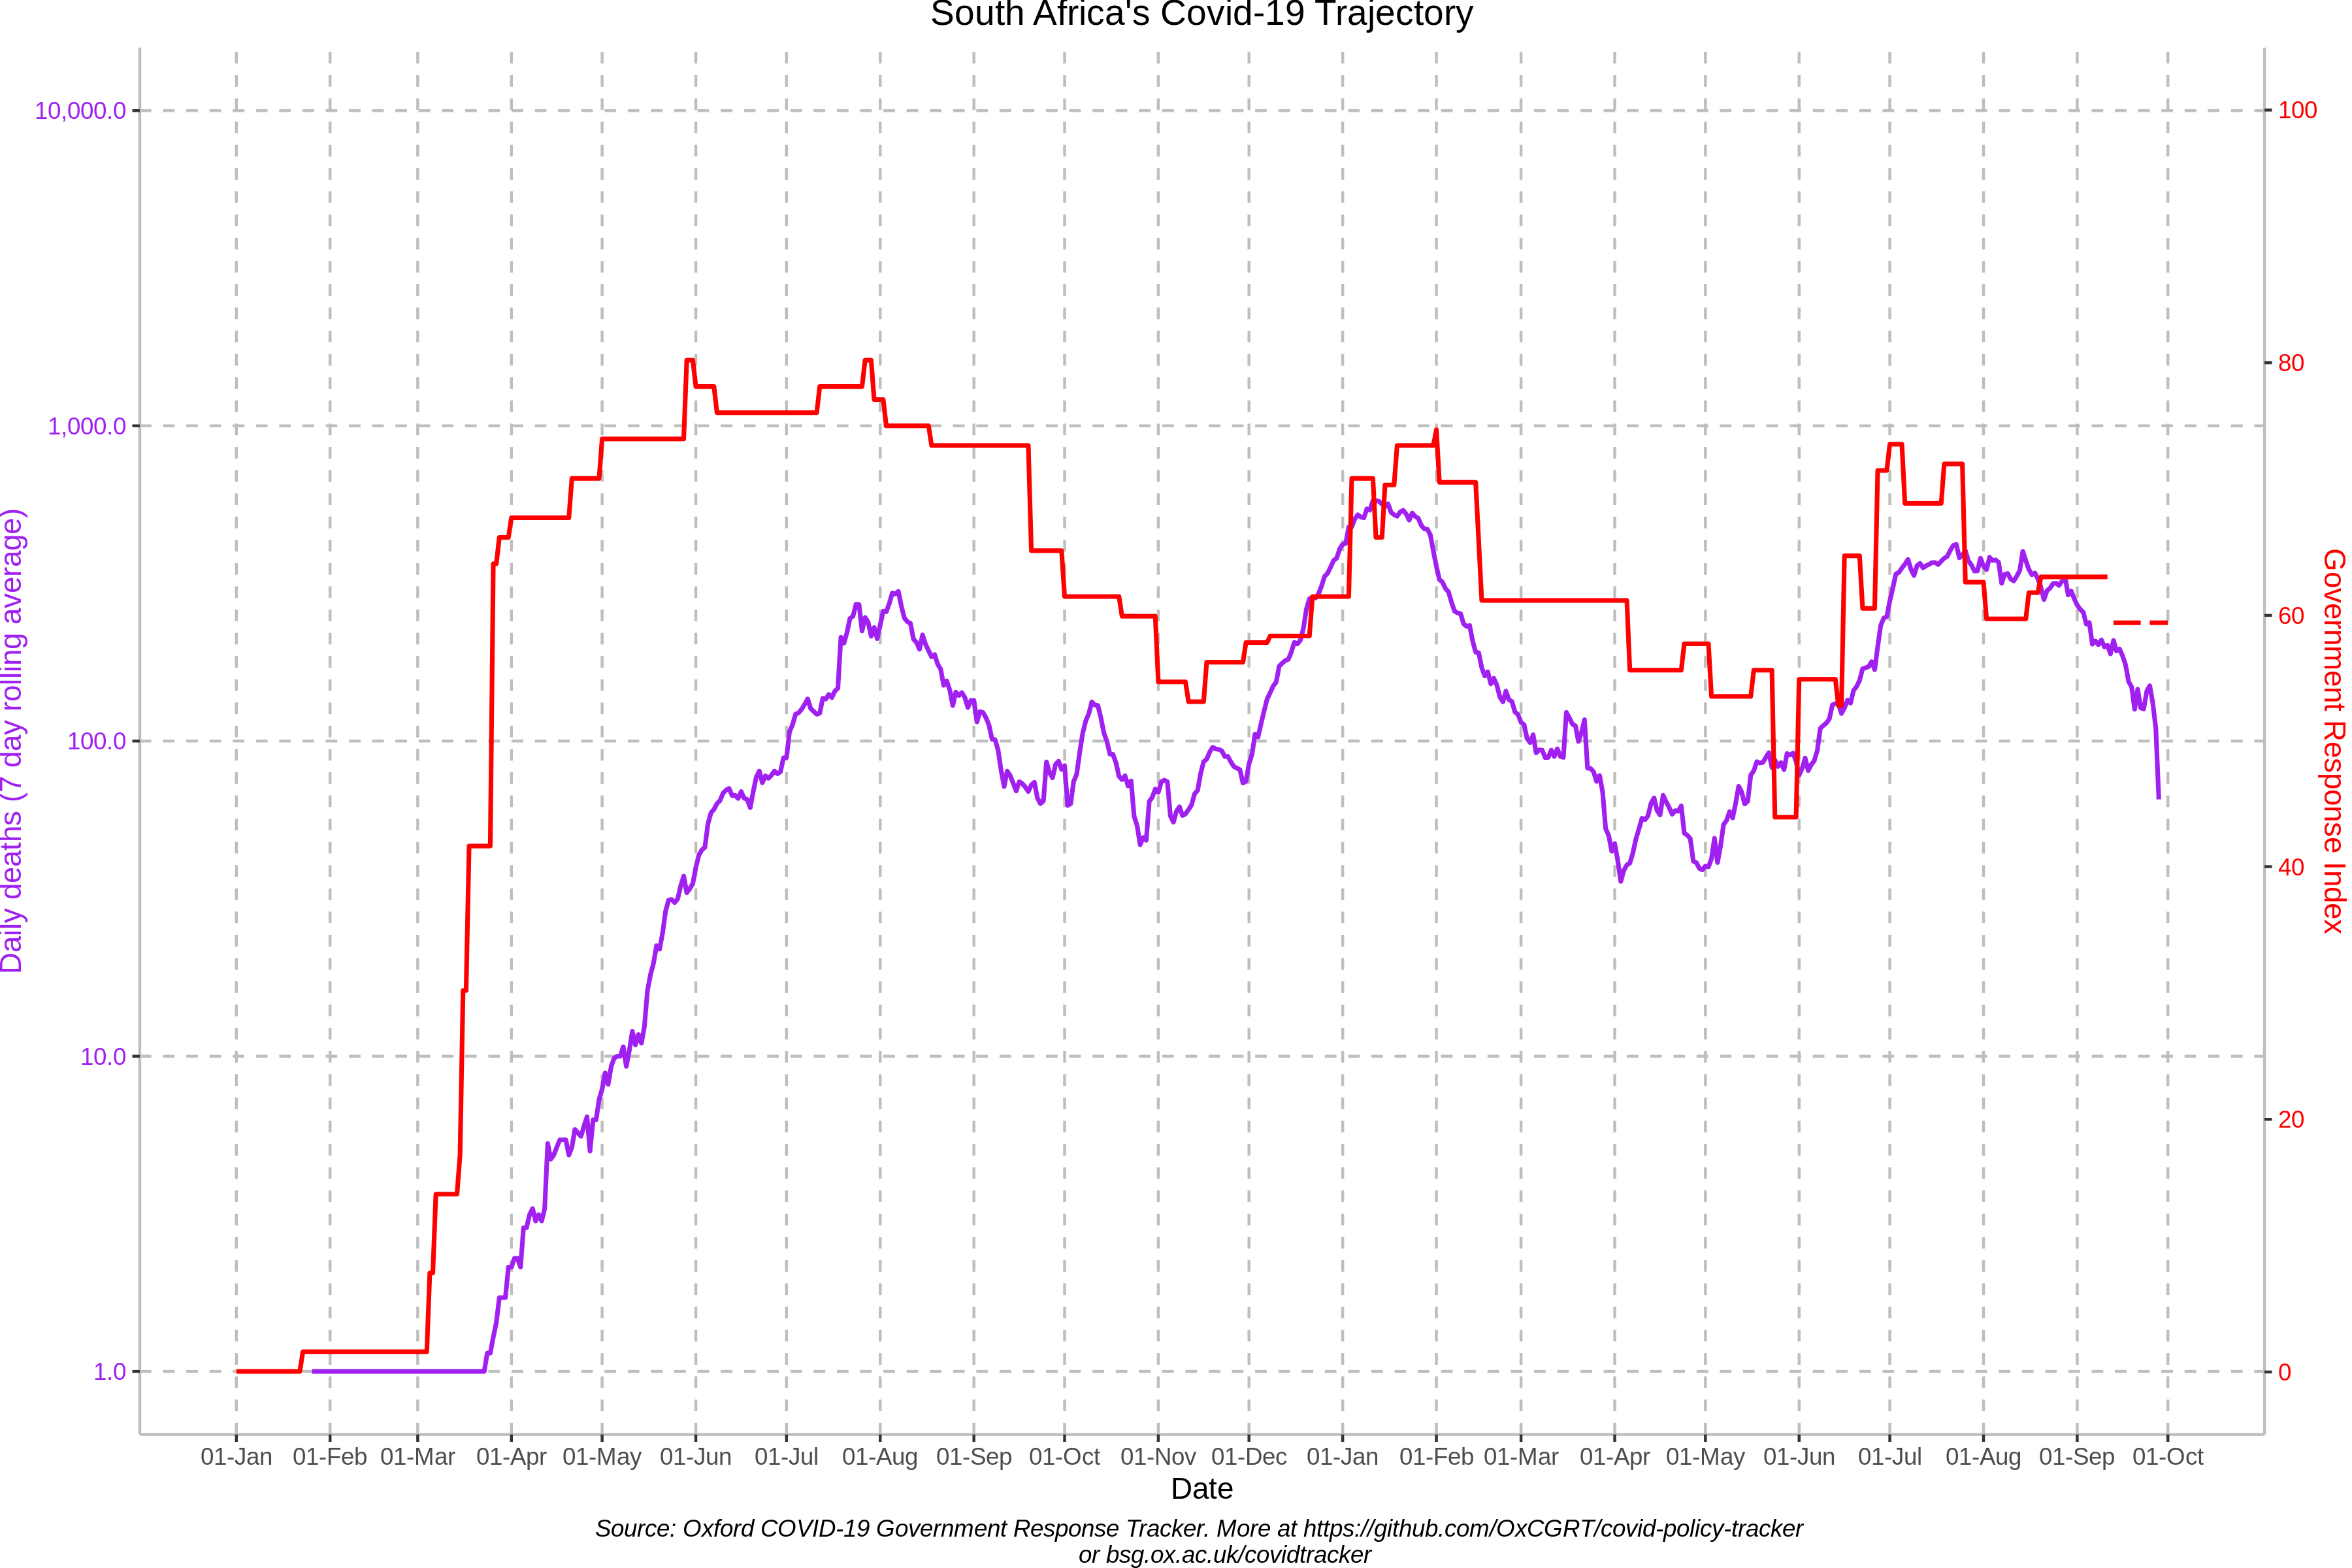 South Africa's Covid-19 Trajectory
10,000.0
1,000.0
100.0
10.0
1.0
Daily deaths (7 day rolling average)
100
80
60
40
20
0
Government Response Index
01-Jan 01-Feb 01-Mar 01-Apr 01-May 01-Jun 01-Jul 01-Aug 01-Sep 01-Oct 01-Nov 01-Dec 01-Jan 01-Feb 01-Mar 01-Apr 01-May 01-Jun 01-Jul 01-Aug 01-Sep 01-Oct
Date
Source: Oxford COVID-19 Government Response Tracker. More at https://github.com/OxCGRT/covid-policy-tracker
or bsg.ox.ac.uk/covidtracker